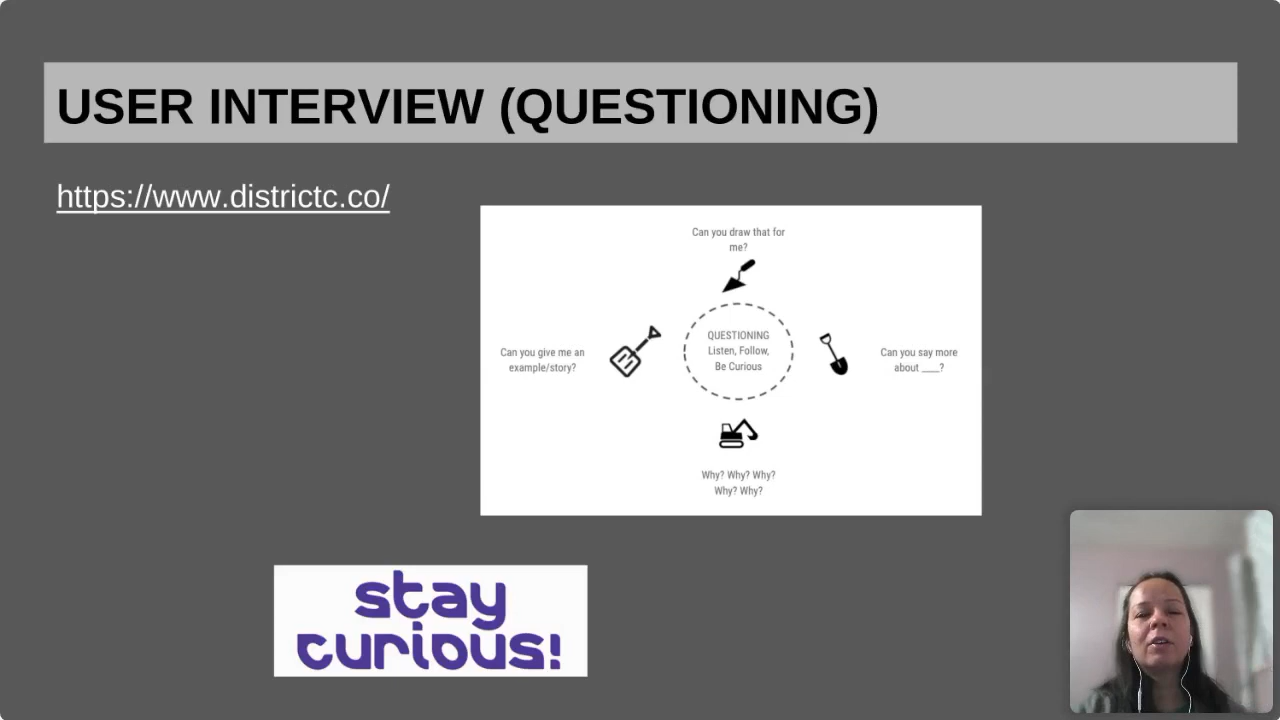 USER INTERVIEW (QUESTIONING)
https://www.districtc.co/
Can you draw that for
me?
QUESTIONING
Listen, Follow,
Be Curious
Can you give me an
example/story?
Can you say more
about ____?
Why? Why? Why?
Why? Why?
stay
curious!